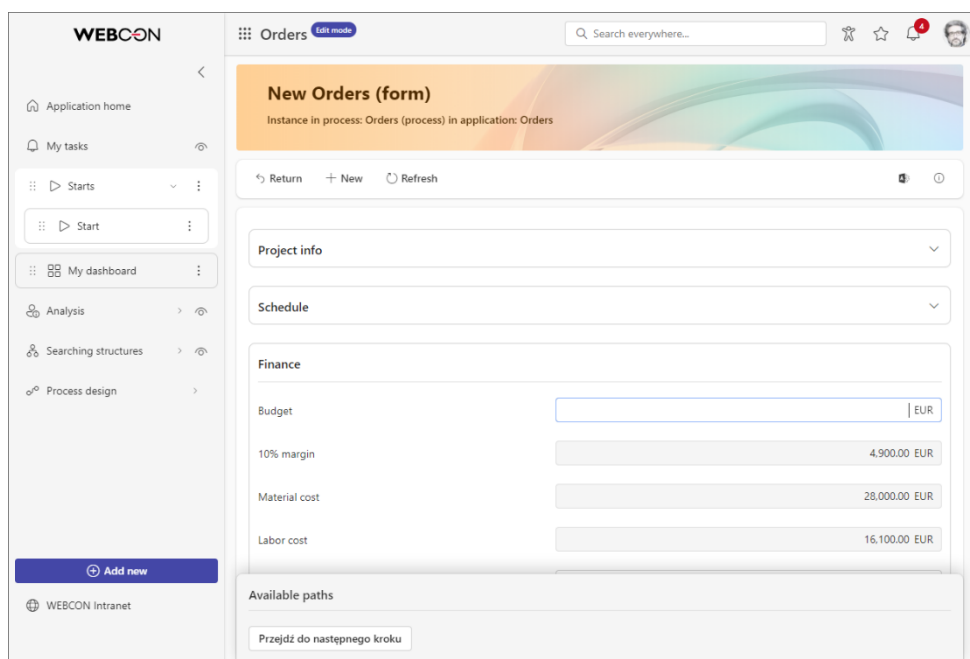 WEBCON
Orders Edit mode
Search everywhere...
4
Application home
My tasks
Starts
Start
My dashboard
Analysis
Searching structures
Process design
Add new
WEBCON Intranet
New Orders (form)
Instance in process: Orders (process) in application: Orders
Return New Refresh
Project info
Schedule
Finance
Budget EUR
10% margin 4,900.00 EUR
Material cost 28,000.00 EUR
Labor cost 16,100.00 EUR
Available paths
Przejdź do następnego kroku